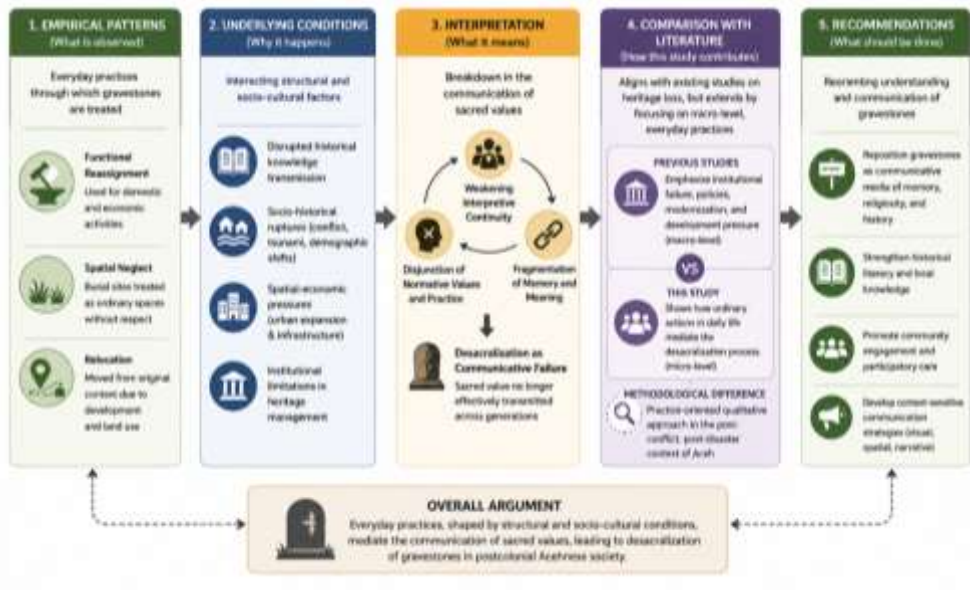 1. EMPIRICAL PATTERNS
(What is observed)
Everyday practices
through which gravestones
are treated
Functional
Reassignment
Used for domestic
and economic
activities
Spatial Neglect
Burial sites treated
as ordinary spaces
without respect
Relocation
Moved from original
context due to
development
and land use
2. UNDERLYING CONDITIONS
(Why it happens)
Interacting structural and
socio-cultural factors
Disrupted historical
knowledge
transmission
Socio-historical
ruptures (conflict,
tsunami, demographic
shifts)
Spatial-economic
pressures
(urban expansion
& infrastructure)
Institutional
limitations in
heritage
management
3. INTERPRETATION
(What it means)
Breakdown in the
communication of
sacred values
Weakening
Interpretive
Continuity
Disjunction of
Normative Values
and Practice
Fragmentation
of Memory and
Meaning
Desacralisation as
Communicative Failure
Sacred value no longer
effectively transmitted
across generations
4. COMPARISON WITH
LITERATURE
(How this study contributes)
Aligns with existing studies on
heritage loss, but extends by
focusing on micro-level,
everyday practices
PREVIOUS STUDIES
Emphasize institutional
failure, policies,
modernization, and
development pressure
(macro-level)
VS
THIS STUDY
Shows how ordinary
actions in daily life
mediate the
desacralization process
(micro-level)
METHODOLOGICAL DIFFERENCE
Practice-oriented qualitative
approach in the post-
conflict, post-disaster
context of Aceh
5. RECOMMENDATIONS
(What should be done)
Reorienting understanding
and communication of
gravestones
Reposition gravestones
as communicative
media of memory,
religiosity, and
history
Strengthen historical
literacy and local
knowledge
Promote community
engagement and
participatory care
Develop context-sensitive
communication
strategies (visual,
spatial, narrative)
OVERALL ARGUMENT
Everyday practices, shaped by structural and socio-cultural conditions,
mediate the communication of sacred values, leading to desacralization
of gravestones in postcolonial Acehnese society.